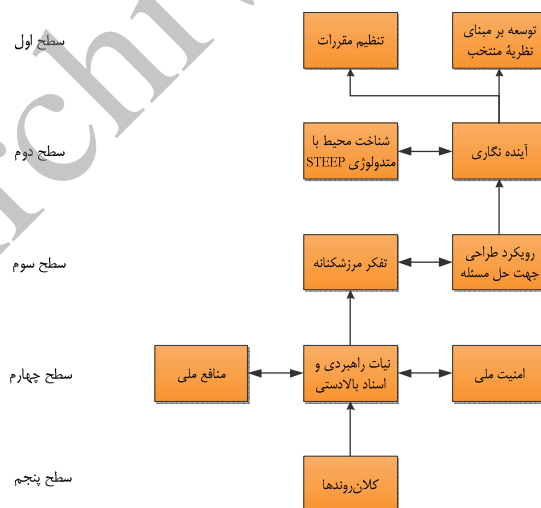 توسعه بر مبنای
نظریهٔ منتخب
تنظیم مقررات
سطح اول
آینده نگاری
شناخت محیط با
متدولوژی STEEP
سطح دوم
رویکرد طراحی
جهت حل مسئله
تفکر مرزشکنانه
سطح سوم
امنیت ملی
نیات راهبردی و
اسناد بالادستی
منافع ملی
سطح چهارم
کلان‌روندها
سطح پنجم